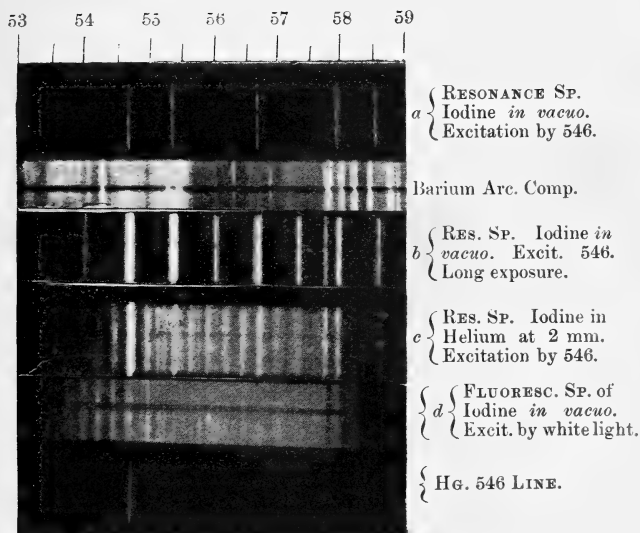 53 54 55 56 57 58 59
a { RESONANCE SP.
Iodine in vacuo.
Excitation by 546.
Barium Arc. Comp.
b { RES. SP. Iodine in
vacuo. Excit. 546.
Long exposure.
c { RES. SP. Iodine in
Helium at 2 mm.
Excitation by 546.
d { FLUORESC. SP. of
Iodine in vacuo.
Excit. by white light.
{ HG. 546 LINE.